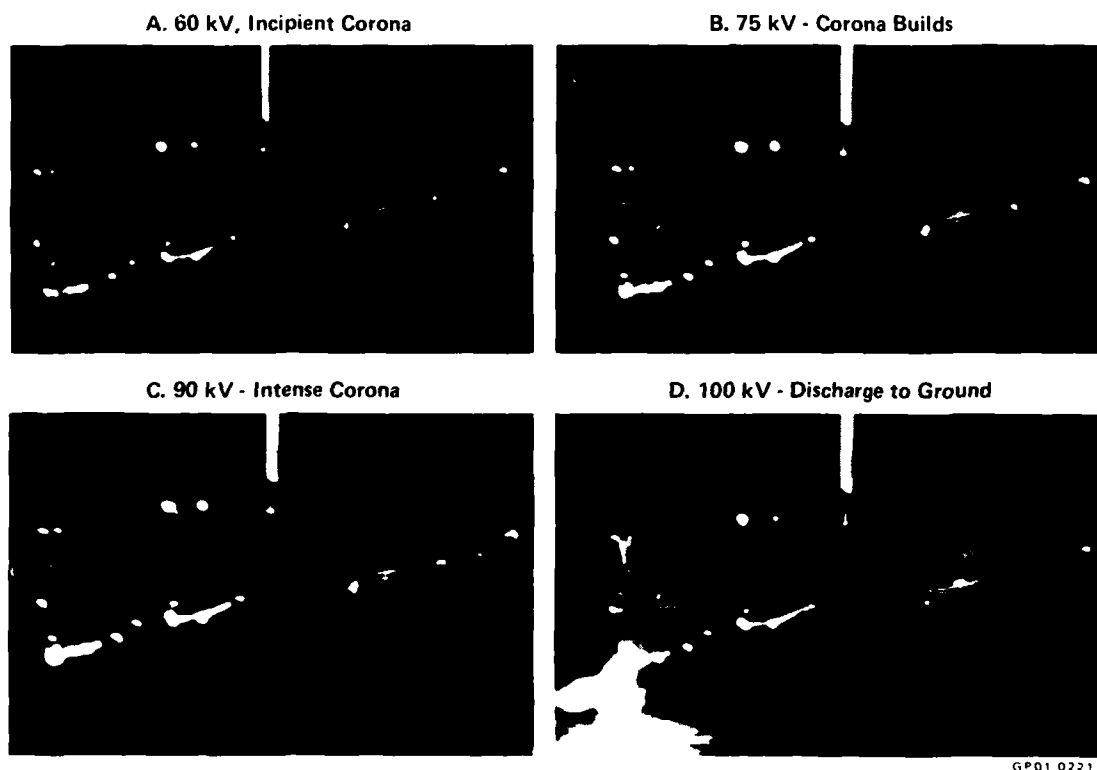 A. 60 kV, Incipient Corona
B. 75 kV - Corona Builds
C. 90 kV - Intense Corona
D. 100 kV - Discharge to Ground
GP01 0221